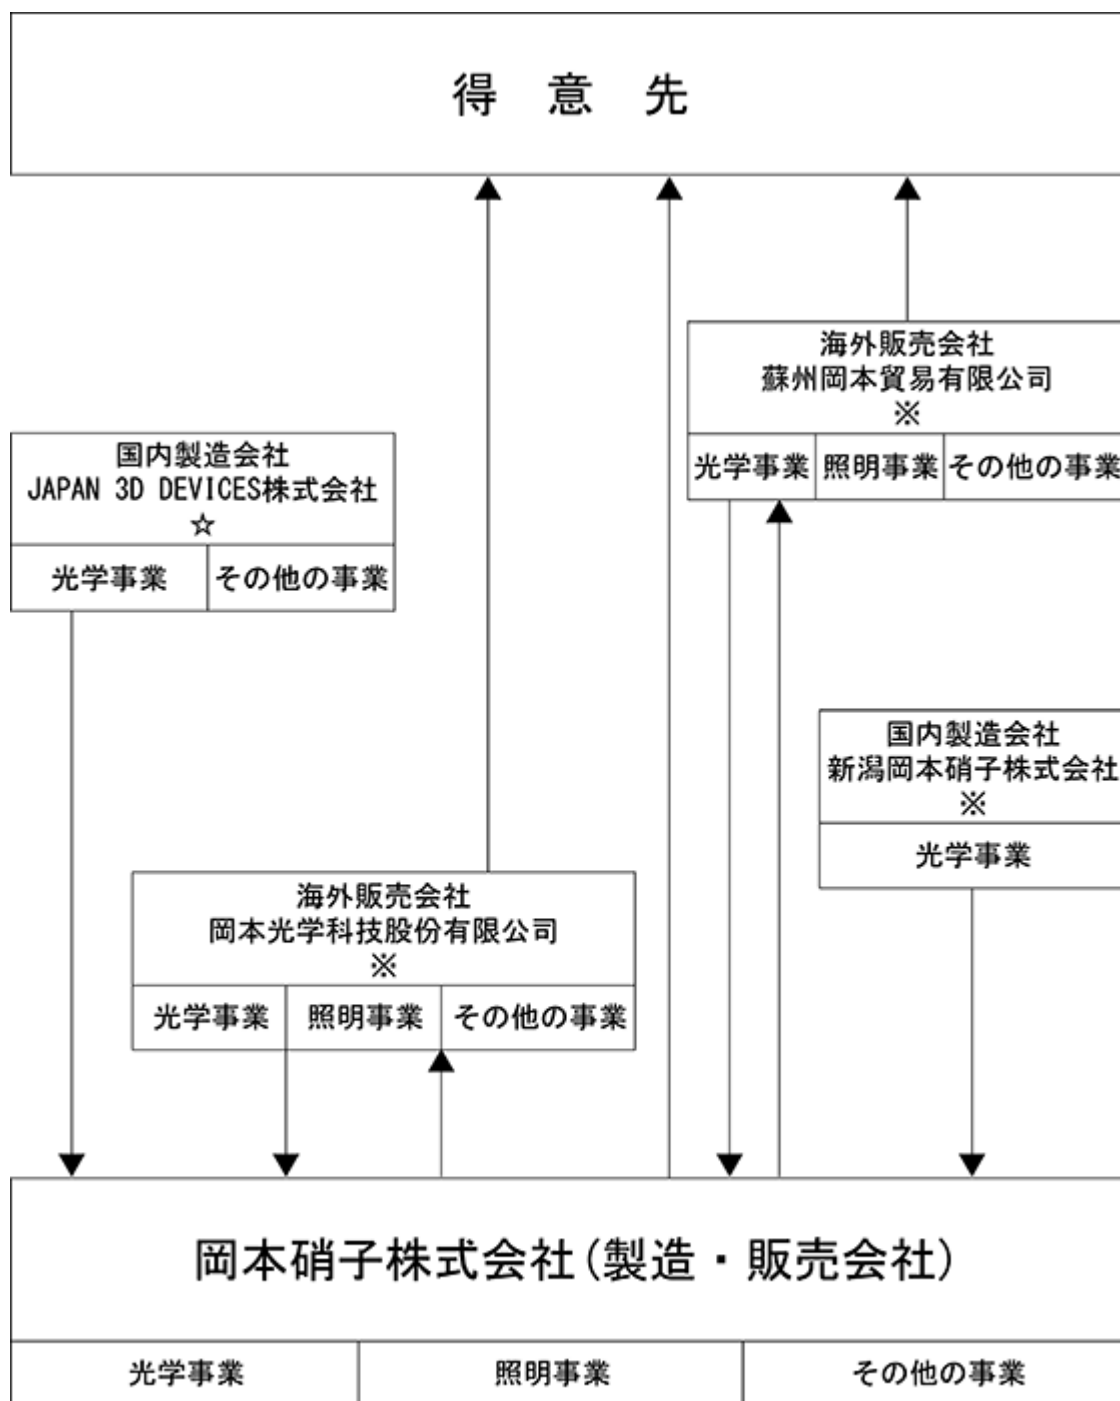 得 意 先
海外販売会社
蘇州岡本貿易有限公司
※
光学事業 照明事業 その他の事業
国内製造会社
JAPAN 3D DEVICES株式会社
☆
光学事業 その他の事業
国内製造会社
新潟岡本硝子株式会社
※
光学事業
海外販売会社
岡本光学科技股份有限公司
※
光学事業 照明事業 その他の事業
岡本硝子株式会社(製造・販売会社)
光学事業 照明事業 その他の事業